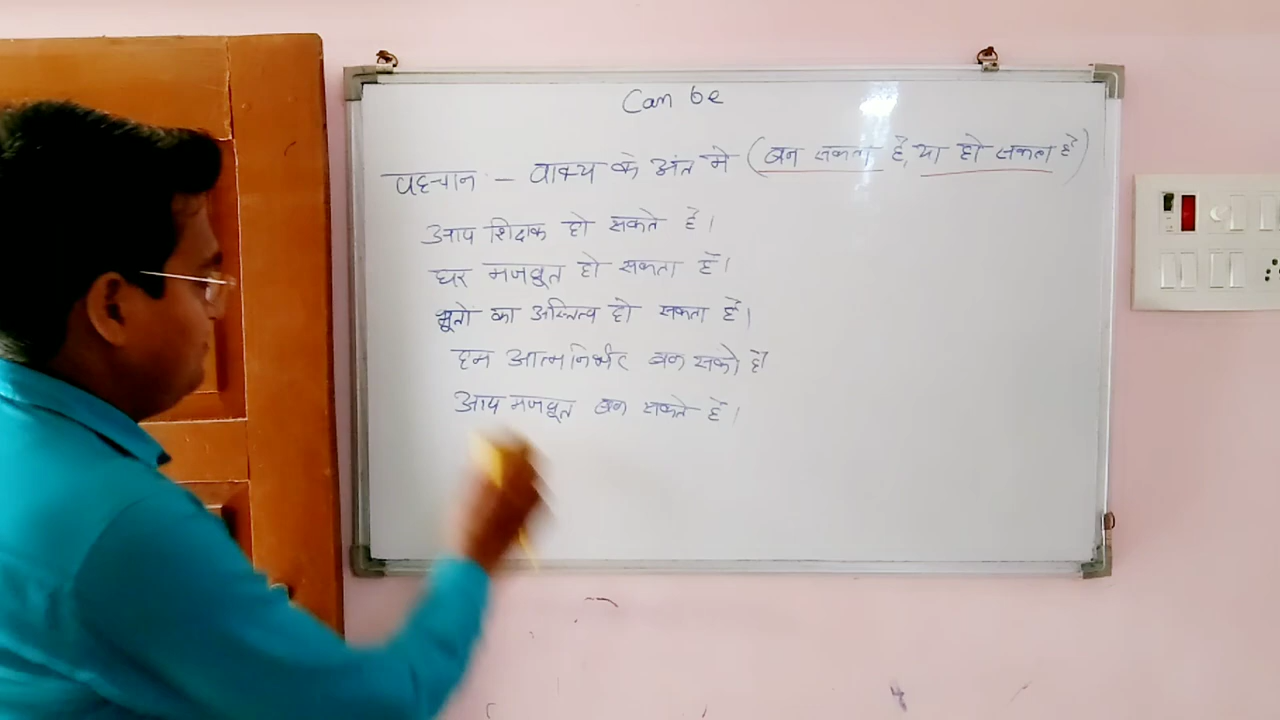 Can be
पहचान :- वाक्य के अंत मे (बन सकता है, या हो सकता है)
आप शिक्षक हो सकते है।
घर मजबूत हो सकता है।
भूतो का अस्तित्व हो सकता है।
हम आत्मनिर्भर बन सकते है
आप मजबूत बन सकते है।